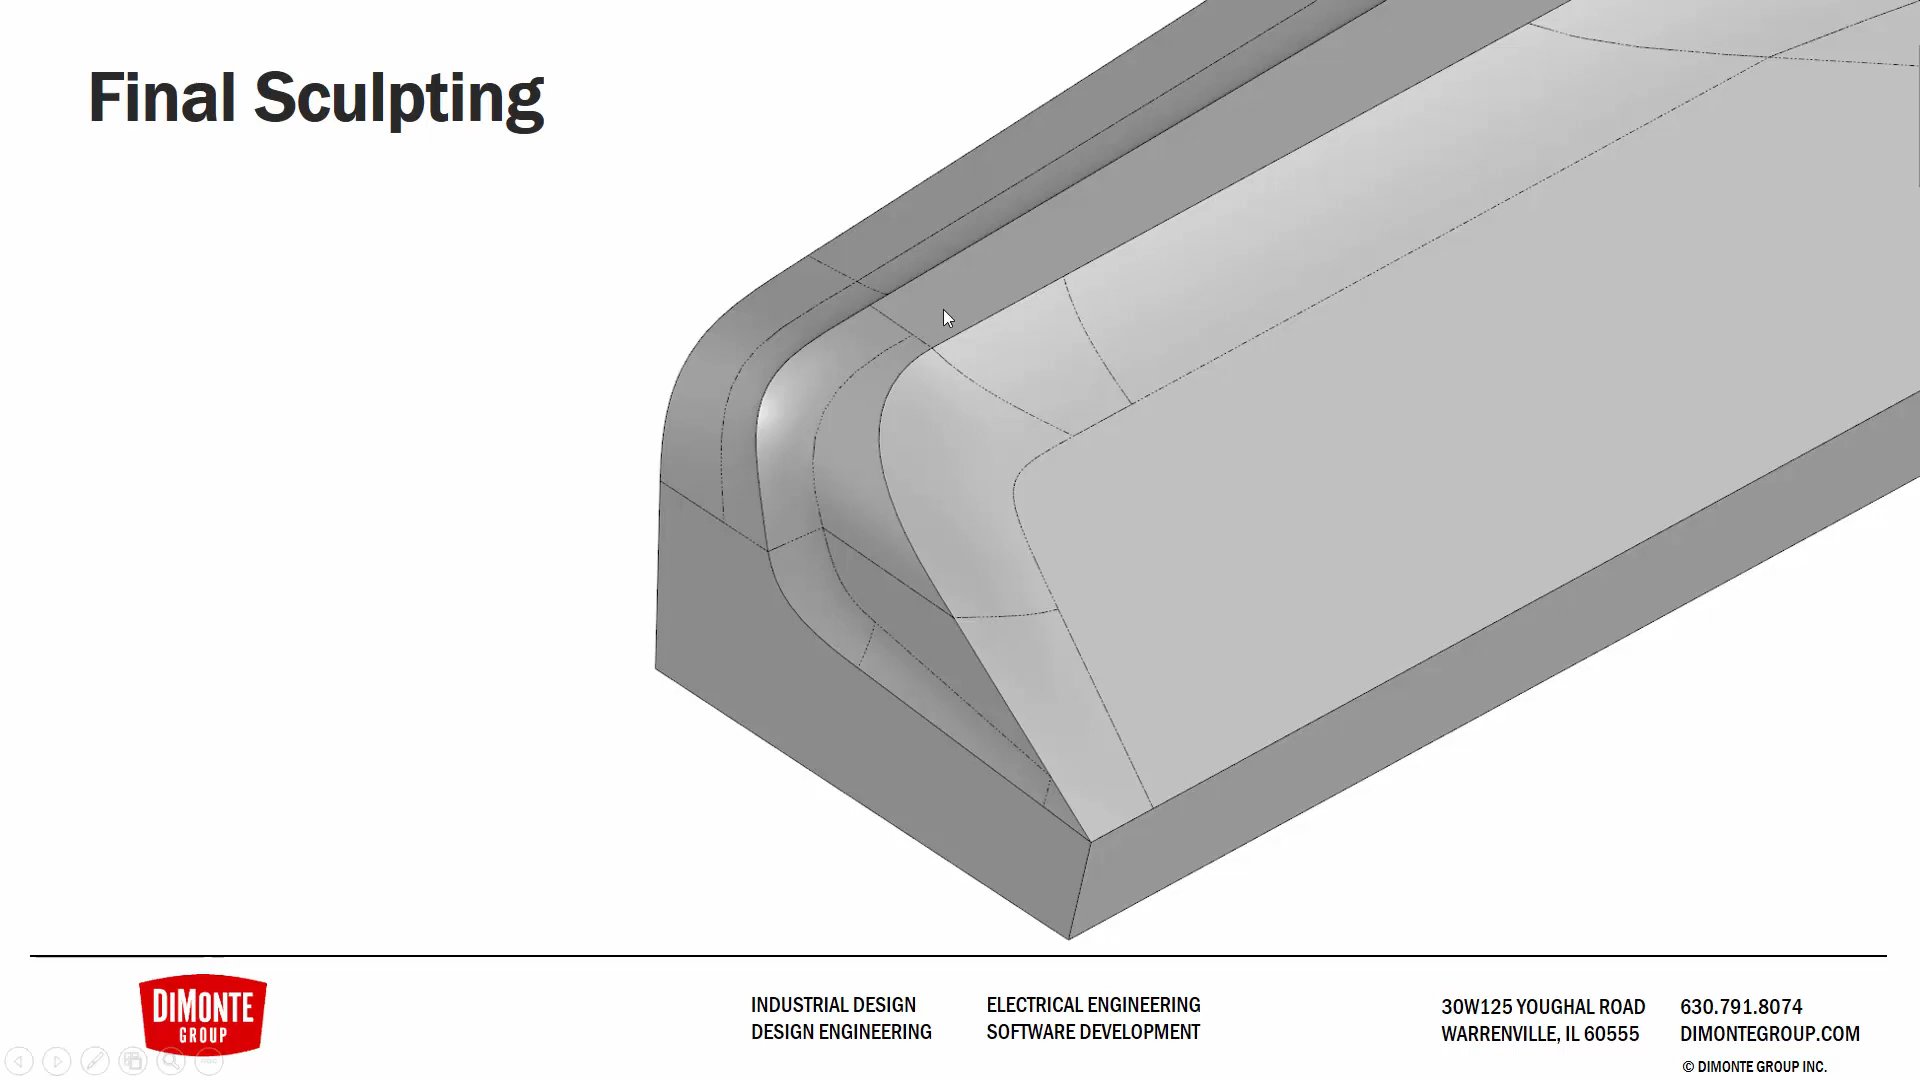 Final Sculpting
DIMONTE
GROUP
INDUSTRIAL DESIGN
DESIGN ENGINEERING
ELECTRICAL ENGINEERING
SOFTWARE DEVELOPMENT
30W125 YOUGHAL ROAD
WARRENVILLE, IL 60555
630.791.8074
DIMONTEGROUP.COM
© DIMONTE GROUP INC.